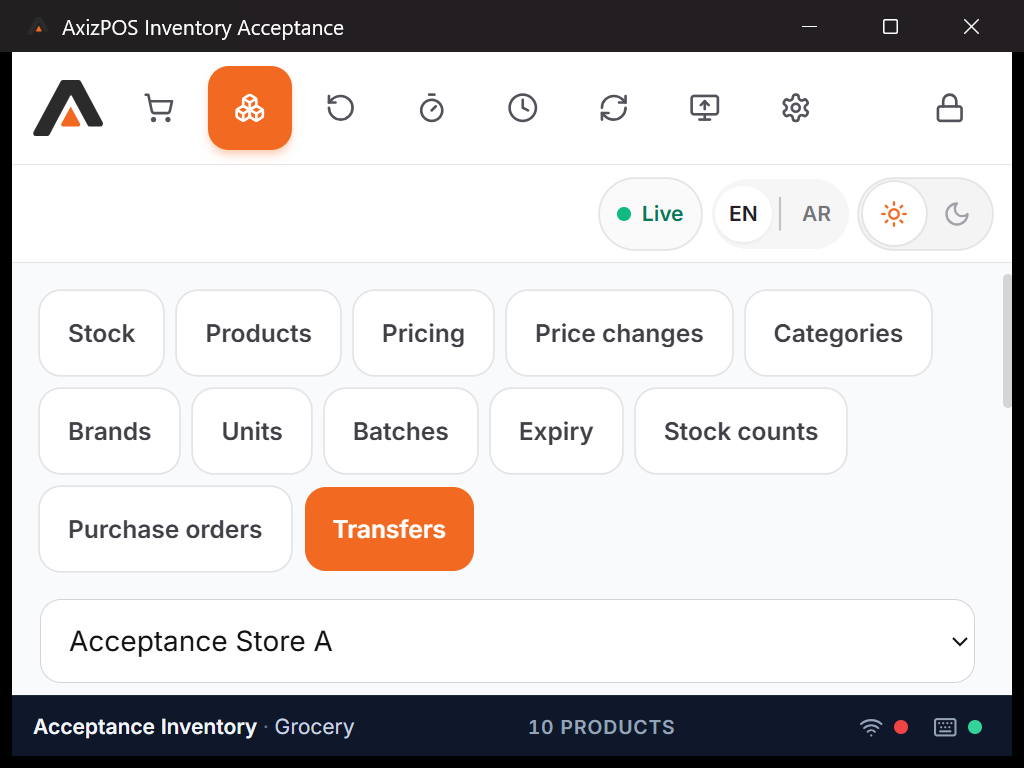 AxizPOS Inventory Acceptance
Live
EN
AR
Stock
Products
Pricing
Price changes
Categories
Brands
Units
Batches
Expiry
Stock counts
Purchase orders
Transfers
Acceptance Store A
Acceptance Inventory · Grocery
10 PRODUCTS